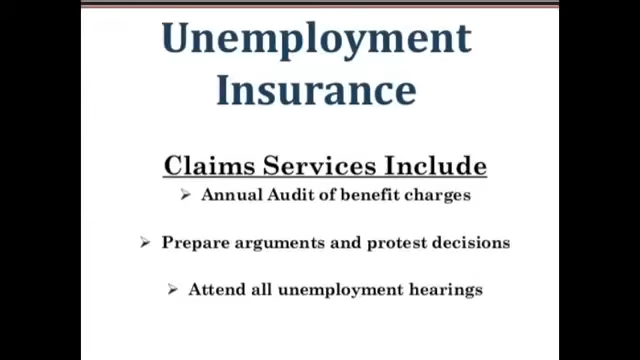 Unemployment
Insurance
Claims Services Include
➢ Annual Audit of benefit charges
➢ Prepare arguments and protest decisions
➢ Attend all unemployment hearings